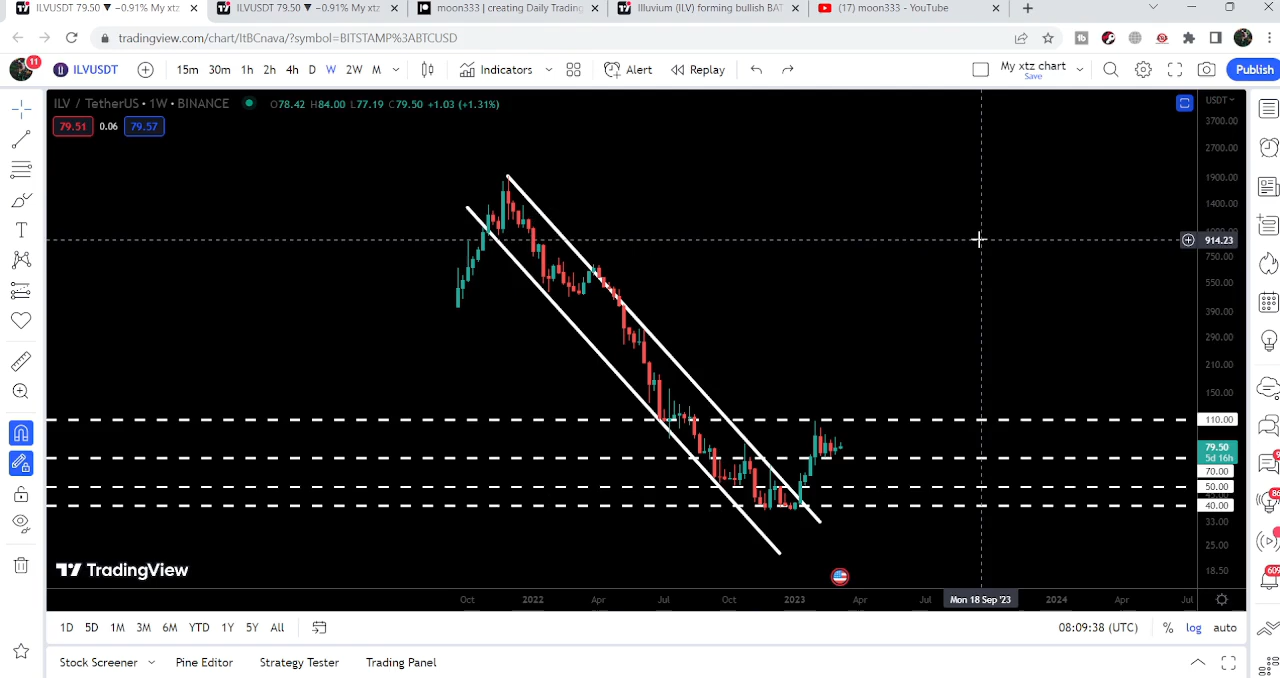 ILVUSDT 79.50 ▼ −0.91% My xtz
ILVUSDT 79.50 ▼ −0.91% My xtz
moon333 | creating Daily Trading
Illuvium (ILV) forming bullish BAT
(17) moon333 - YouTube
tradingview.com/chart/ItBCnava/?symbol=BITSTAMP%3ABTCUSD
11
ILVUSDT
15m 30m 1h 2h 4h D W 2W M
Indicators
Alert
Replay
My xtz chart
Save
Publish
ILV / TetherUS • 1W • BINANCE
O78.42 H84.00 L77.19 C79.50 +1.03 (+1.31%)
79.51 0.06 79.57
USDT
3700.00
2700.00
1900.00
1400.00
914.23
750.00
550.00
390.00
290.00
210.00
150.00
110.00
79.50
5d 16h
70.00
50.00
40.00
33.00
25.00
18.50
TradingView
Oct 2022 Apr Jul Oct 2023 Apr Jul Mon 18 Sep '23 2024 Apr Jul
1D 5D 1M 3M 6M YTD 1Y 5Y All
08:09:38 (UTC)
% log auto
Stock Screener
Pine Editor
Strategy Tester
Trading Panel